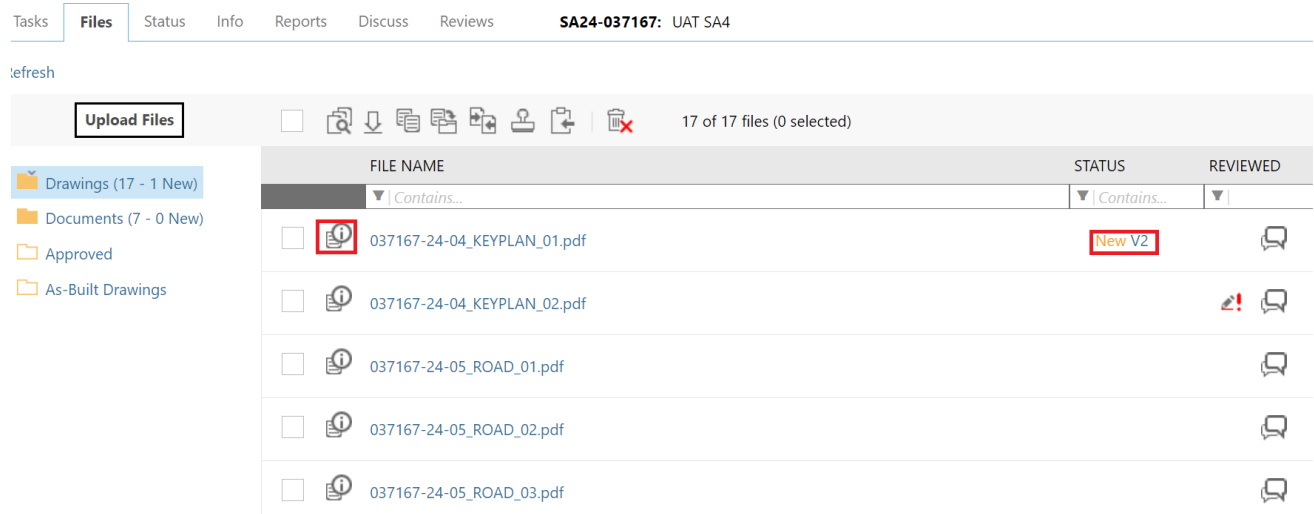 Tasks Files Status Info Reports Discuss Reviews SA24-037167: UAT SA4
Refresh
Upload Files 17 of 17 files (0 selected)
FILE NAME STATUS REVIEWED
Contains... Contains...
Drawings (17 - 1 New)
Documents (7 - 0 New)
Approved
As-Built Drawings
037167-24-04_KEYPLAN_01.pdf New V2
037167-24-04_KEYPLAN_02.pdf
037167-24-05_ROAD_01.pdf
037167-24-05_ROAD_02.pdf
037167-24-05_ROAD_03.pdf